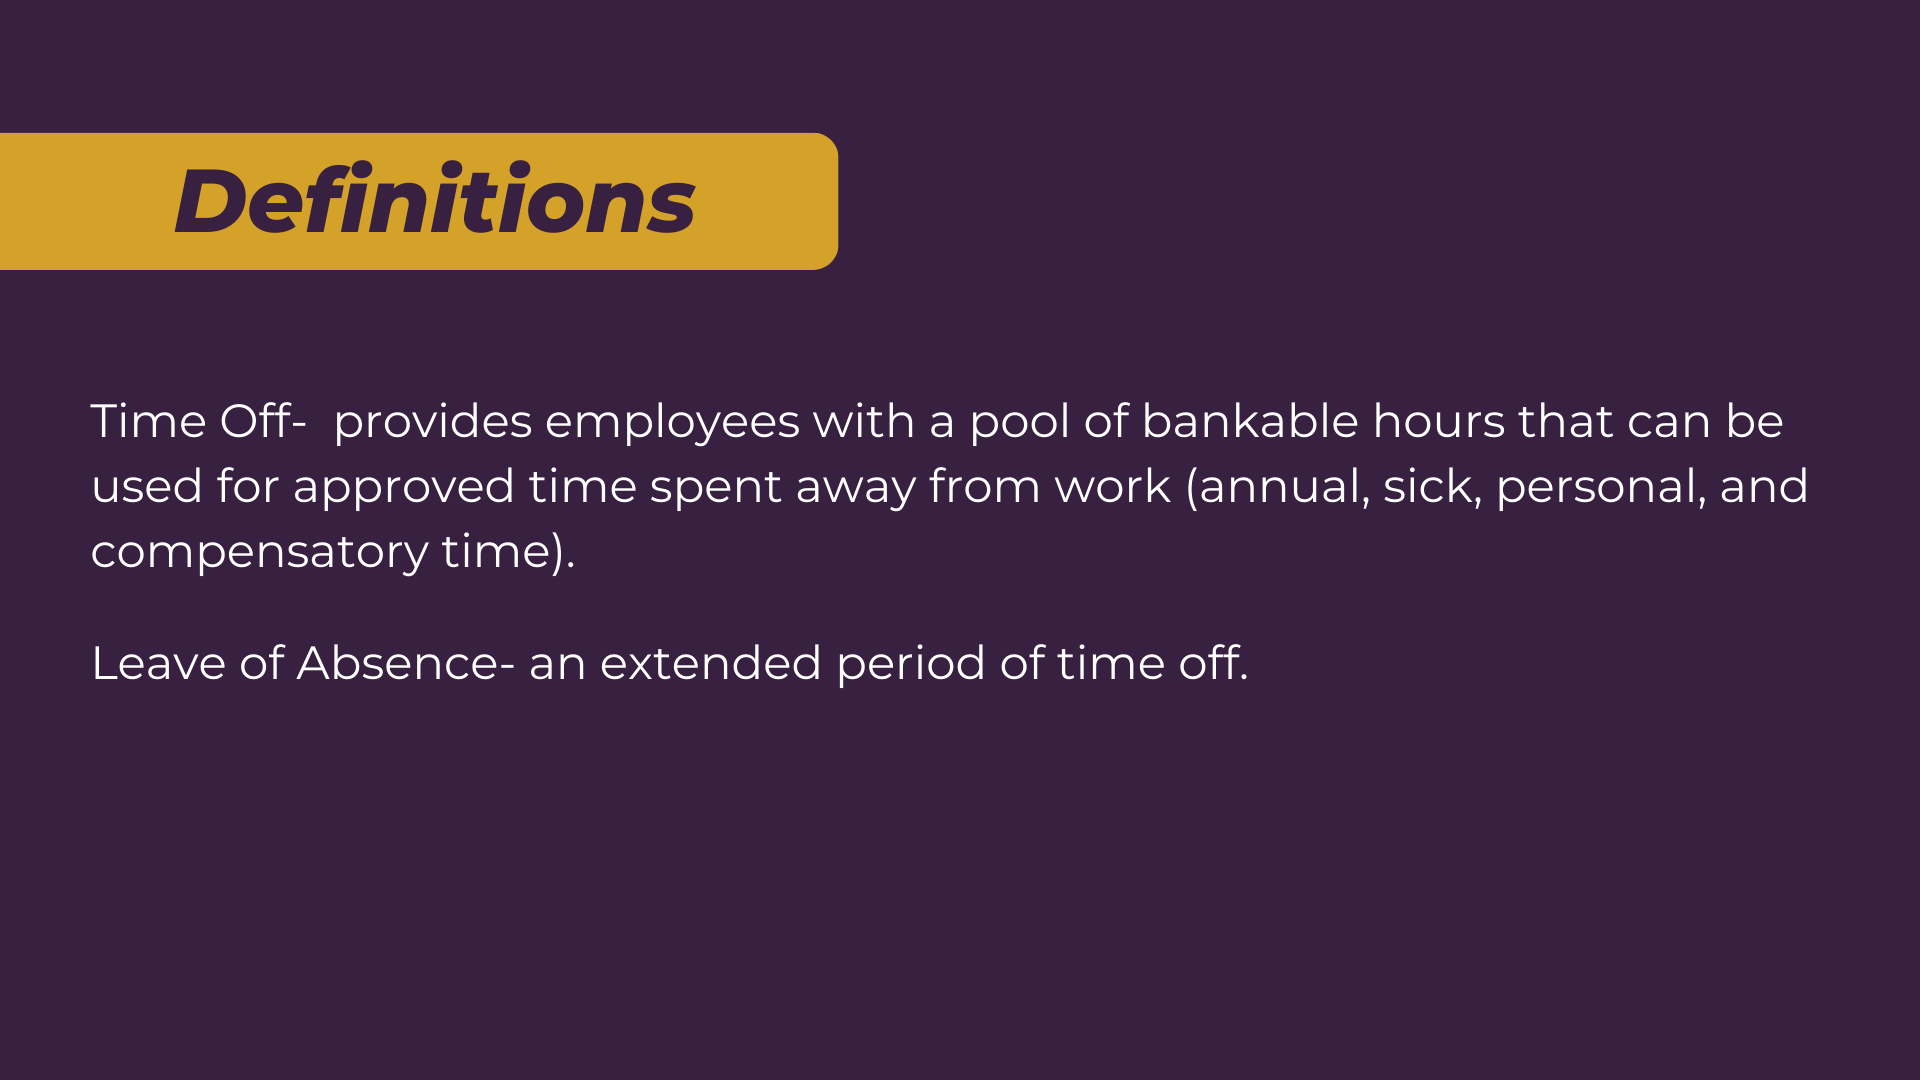 Definitions
Time Off-  provides employees with a pool of bankable hours that can be
used for approved time spent away from work (annual, sick, personal, and
compensatory time).
Leave of Absence- an extended period of time off.